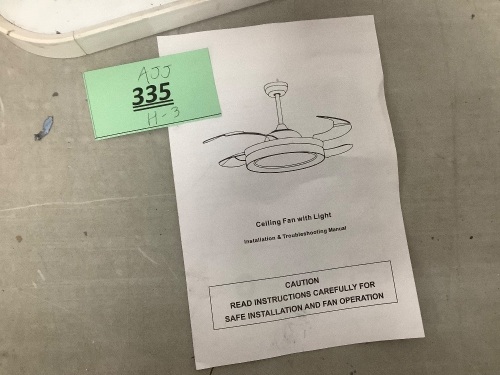 AJJ
335
H-3
Ceiling Fan with Light
Installation & Troubleshooting Manual
CAUTION
READ INSTRUCTIONS CAREFULLY FOR
SAFE INSTALLATION AND FAN OPERATION